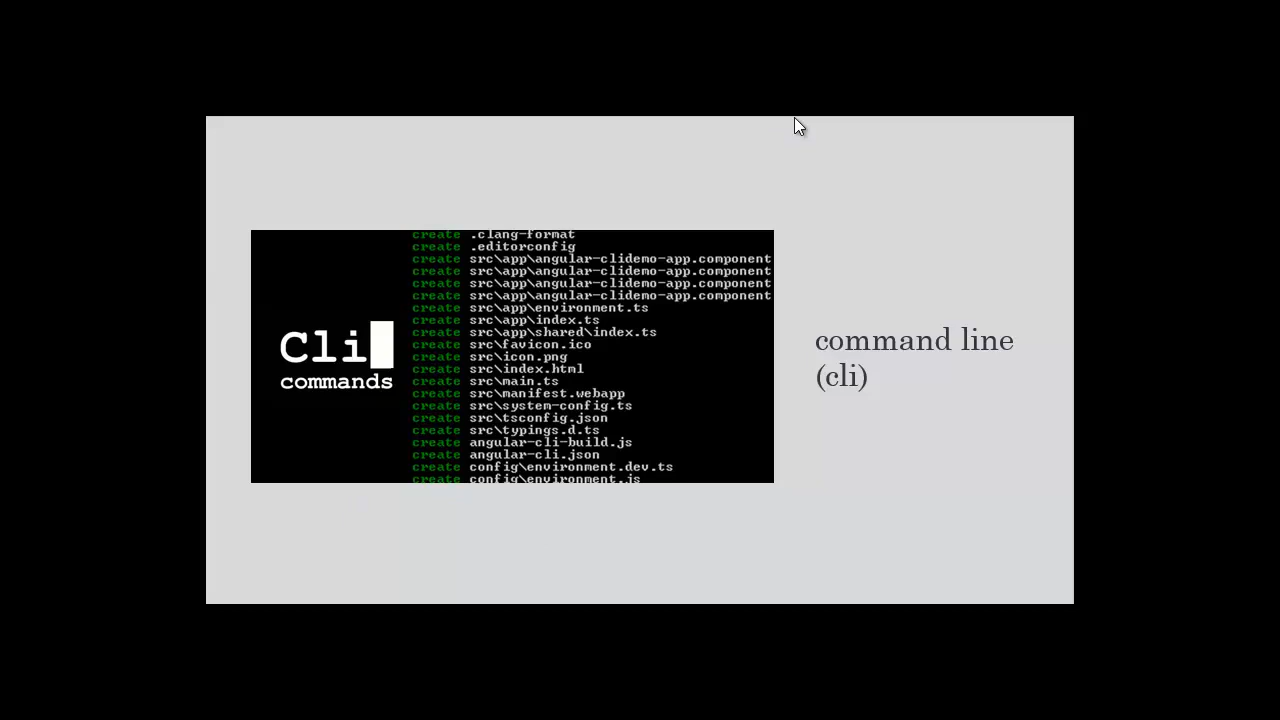 Cli
commands
create .clang-format
create .editorconfig
create src\app\angular-clidemo-app.component
create src\app\angular-clidemo-app.component
create src\app\angular-clidemo-app.component
create src\app\angular-clidemo-app.component
create src\app\environment.ts
create src\app\index.ts
create src\app\shared\index.ts
create src\favicon.ico
create src\icon.png
create src\index.html
create src\main.ts
create src\manifest.webapp
create src\system-config.ts
create src\tsconfig.json
create src\typings.d.ts
create angular-cli-build.js
create angular-cli.json
create config\environment.dev.ts
create config\environment.js
command line
(cli)